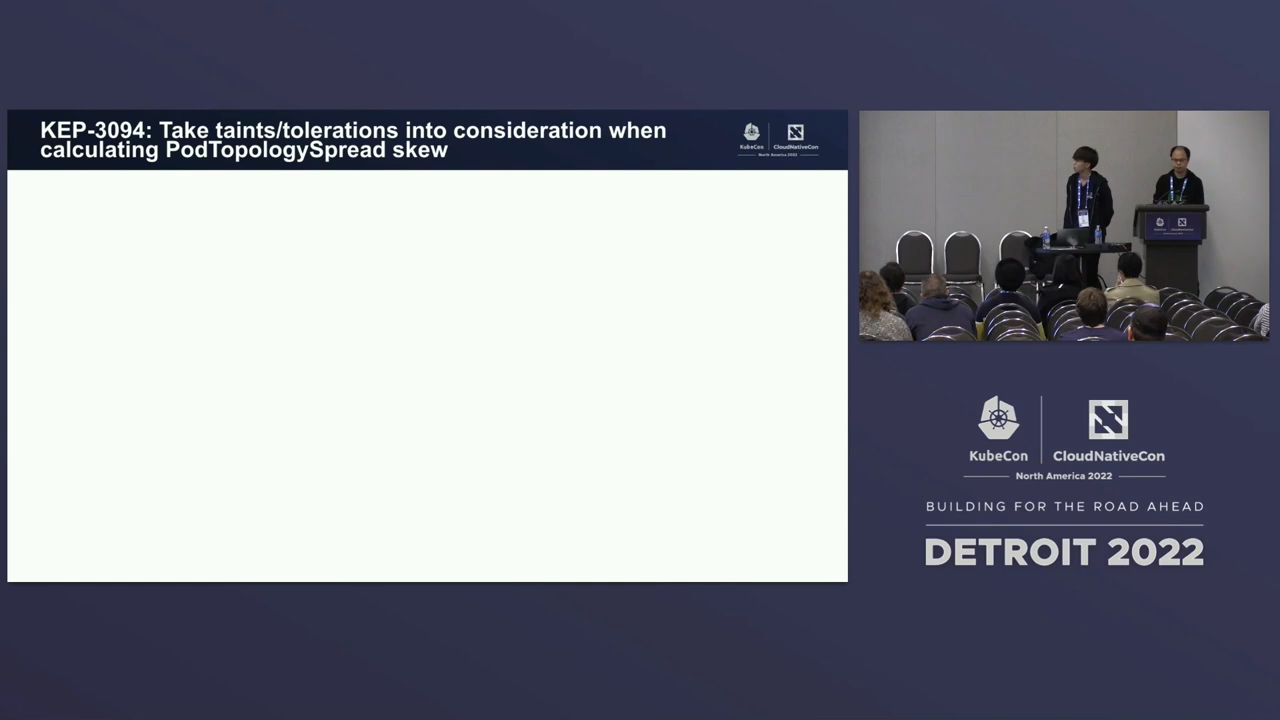 KEP-3094: Take taints/tolerations into consideration when
calculating PodTopologySpread skew
KubeCon
CloudNativeCon
North America 2022
KubeCon
CloudNativeCon
North America 2022
BUILDING FOR THE ROAD AHEAD
DETROIT 2022